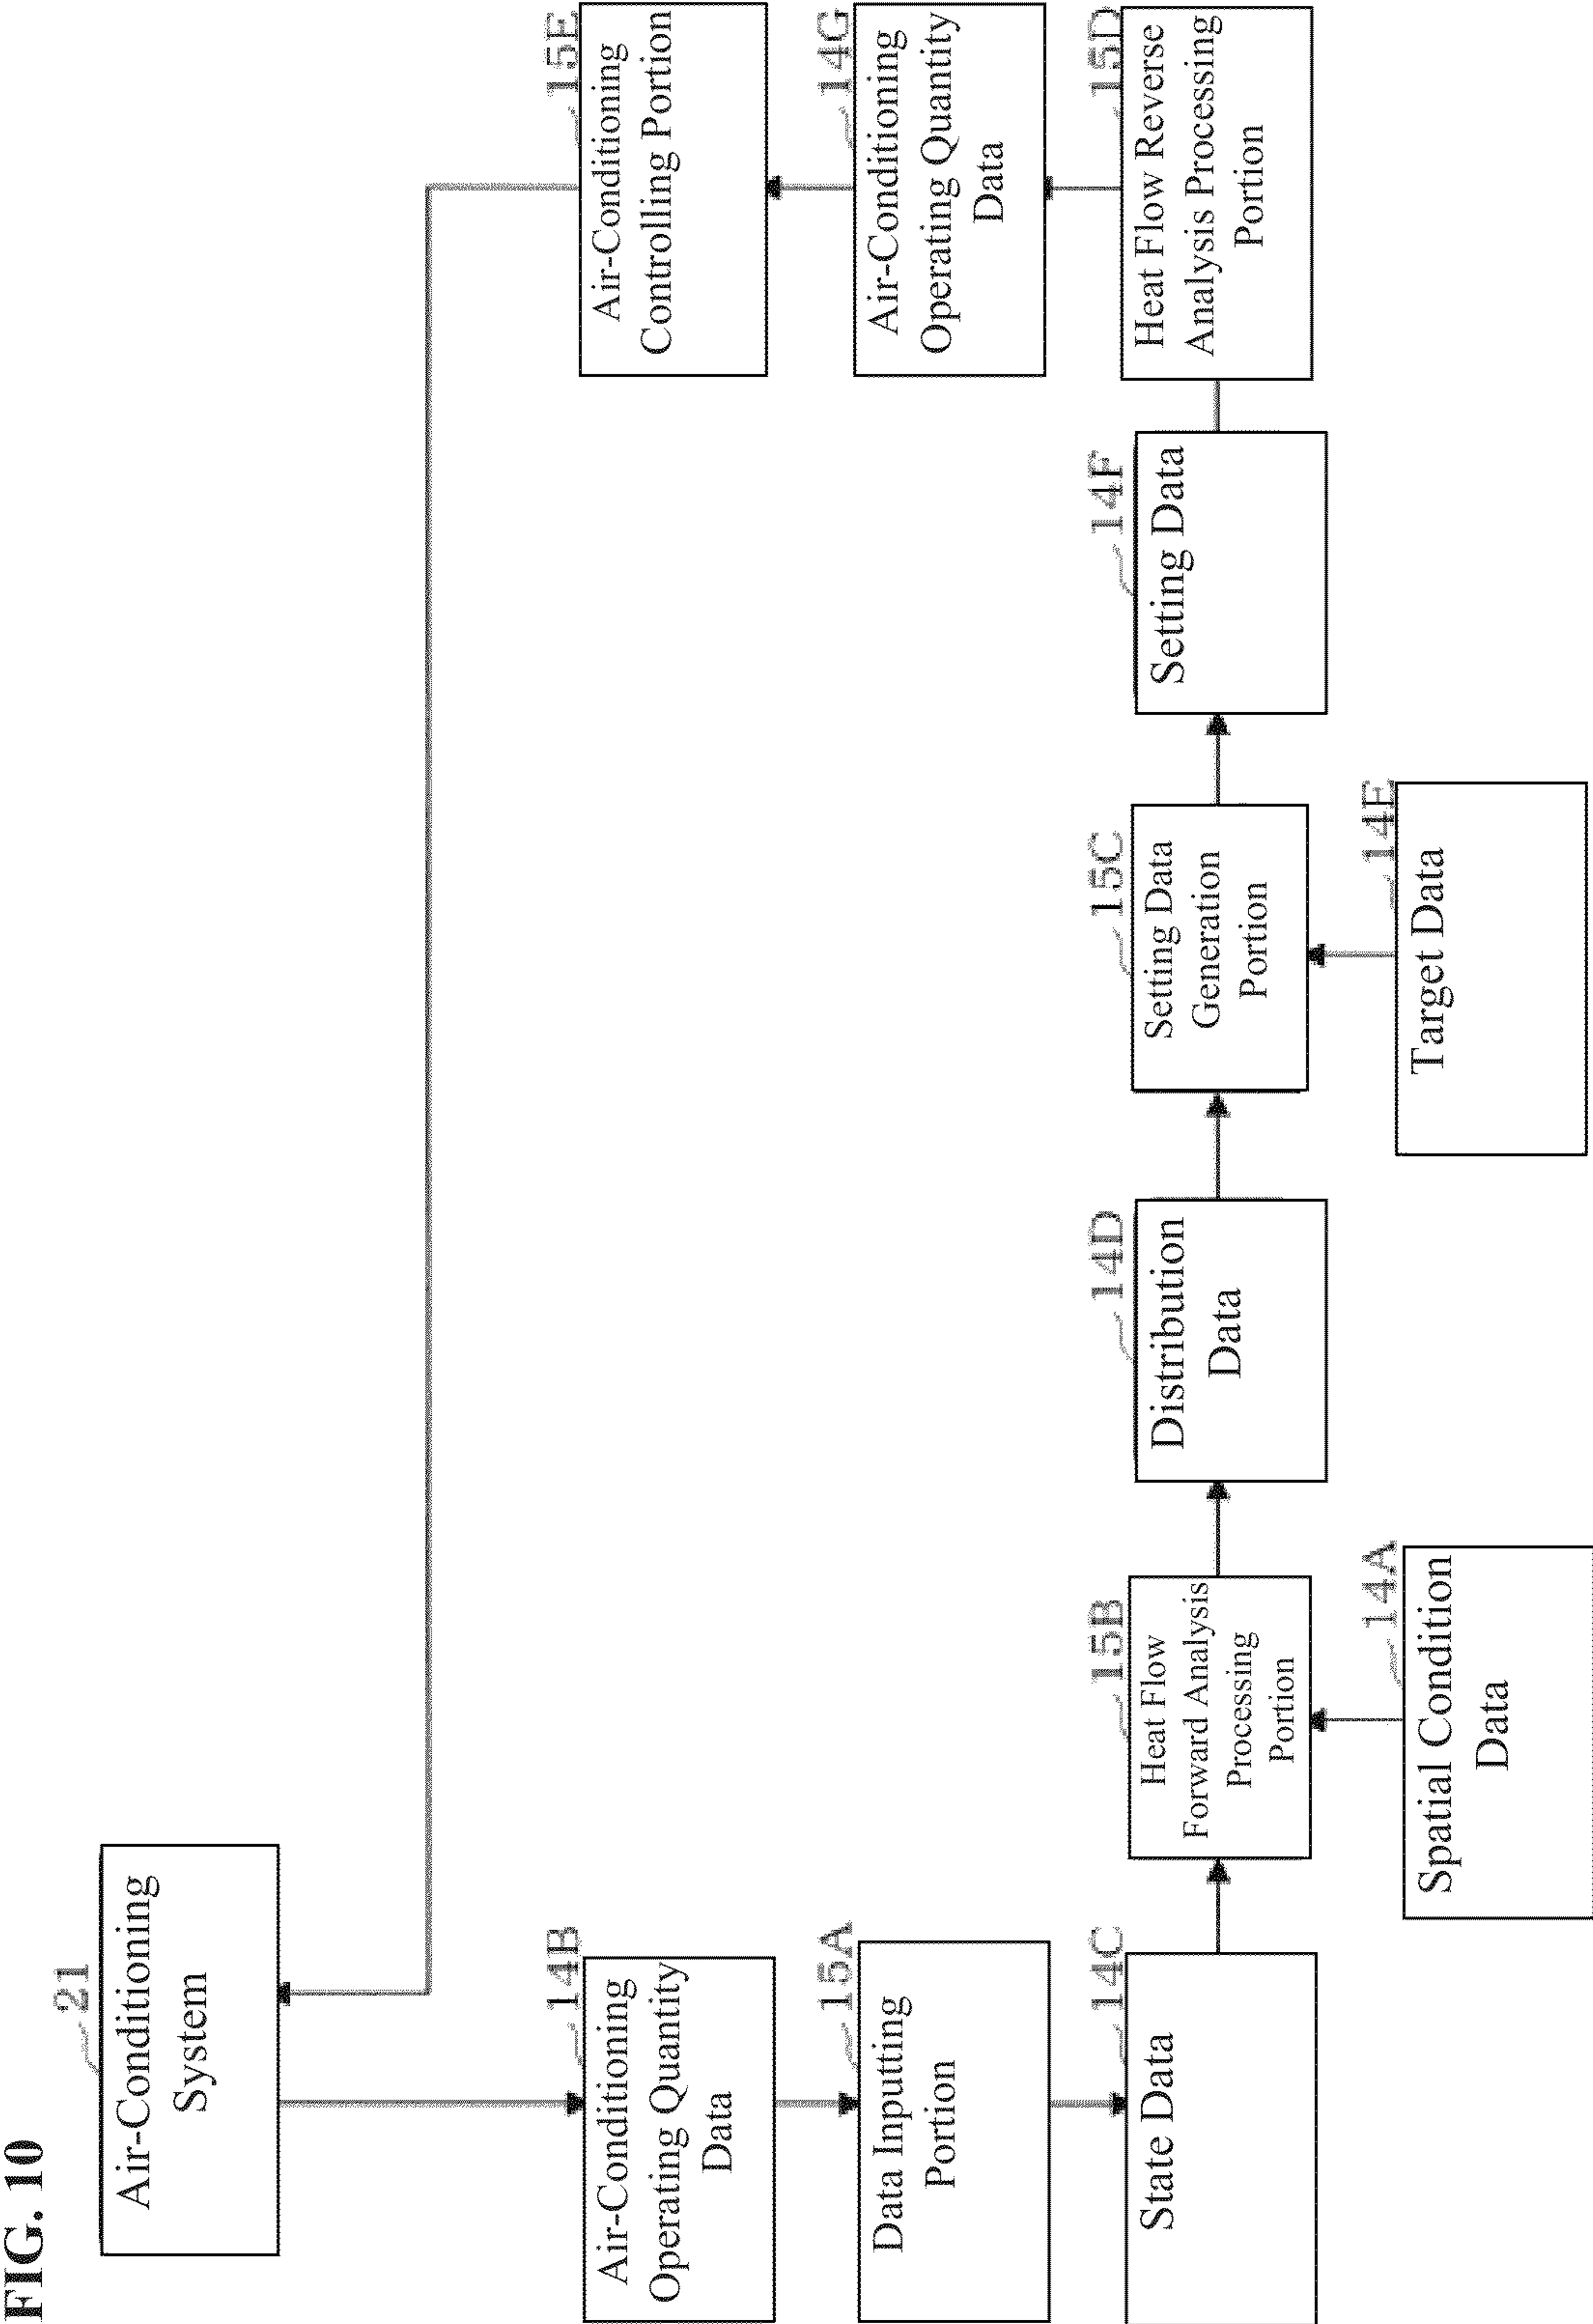 FIG. 10
21
Air-Conditioning
System
14B
Air-Conditioning
Operating Quantity
Data
15A
Data Inputing
Portion
14C
State Data
15B
Heat Flow
Forward Analysis
Processing
Portion
14A
Spatial Condition
Data
14D
Distribution
Data
15C
Setting Data
Generation
Portion
14E
Target Data
14F
Setting Data
15D
Heat Flow Reverse
Analysis Processing
Portion
14G
Air-Conditioning
Operating Quantity
Data
15E
Air-Conditioning
Controlling Portion